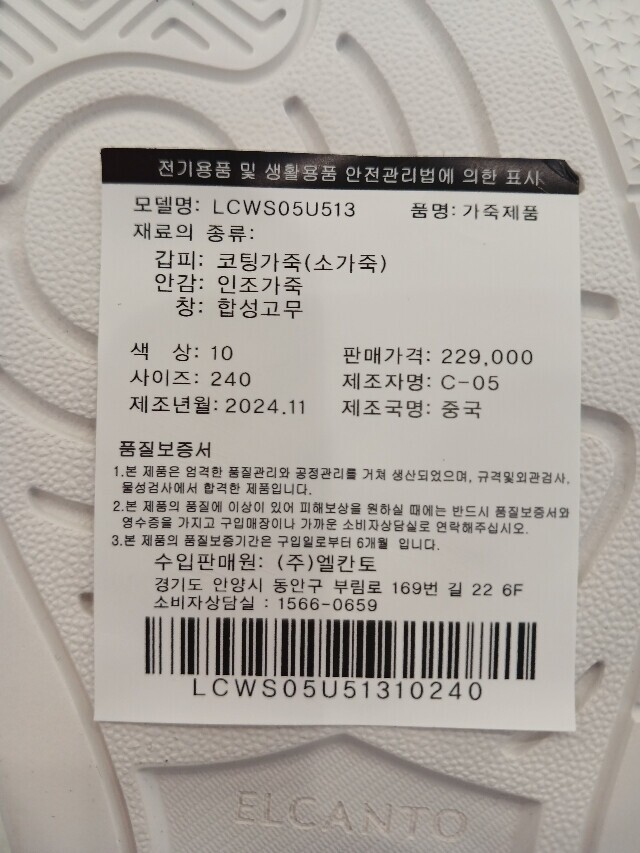 전기용품 및 생활용품 안전관리법에 의한 표시
모델명: LCWS05U513 품명: 가죽제품
재료의 종류:
갑피: 코팅가죽(소가죽)
안감: 인조가죽
창: 합성고무
색 상: 10 판매가격: 229,000
사이즈: 240 제조자명: C-05
제조년월: 2024.11 제조국명: 중국
품질보증서
1.본 제품은 엄격한 품질관리와 공정관리를 거쳐 생산되었으며, 규격및외관검사,
물성검사에서 합격한 제품입니다.
2.본 제품의 품질에 이상이 있어 피해보상을 원하실 때에는 반드시 품질보증서와
영수증을 가지고 구입매장이나 가까운 소비자상담실로 연락해주십시오.
3.본 제품의 품질보증기간은 구입일로부터 6개월 입니다.
수입판매원: (주)엘칸토
경기도 안양시 동안구 부림로 169번 길 22 6F
소비자상담실 : 1566-0659
LCWS05U51310240
ELCANTO